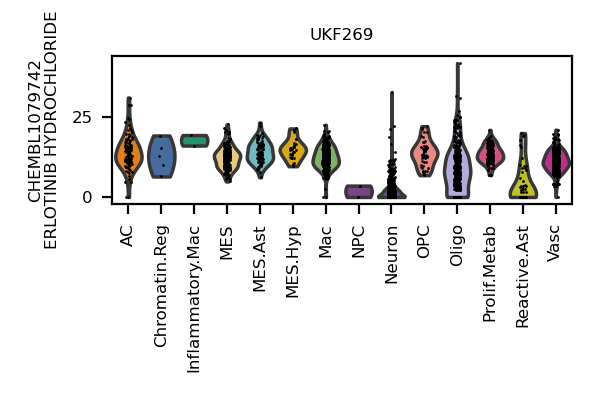 UKF269
CHEMBL1079742
ERLOTINIB HYDROCHLORIDE
25
0
AC
Chromatin.Reg
Inflammatory.Mac
MES
MES.Ast
MES.Hyp
Mac
NPC
Neuron
OPC
Oligo
Prolif.Metab
Reactive.Ast
Vasc